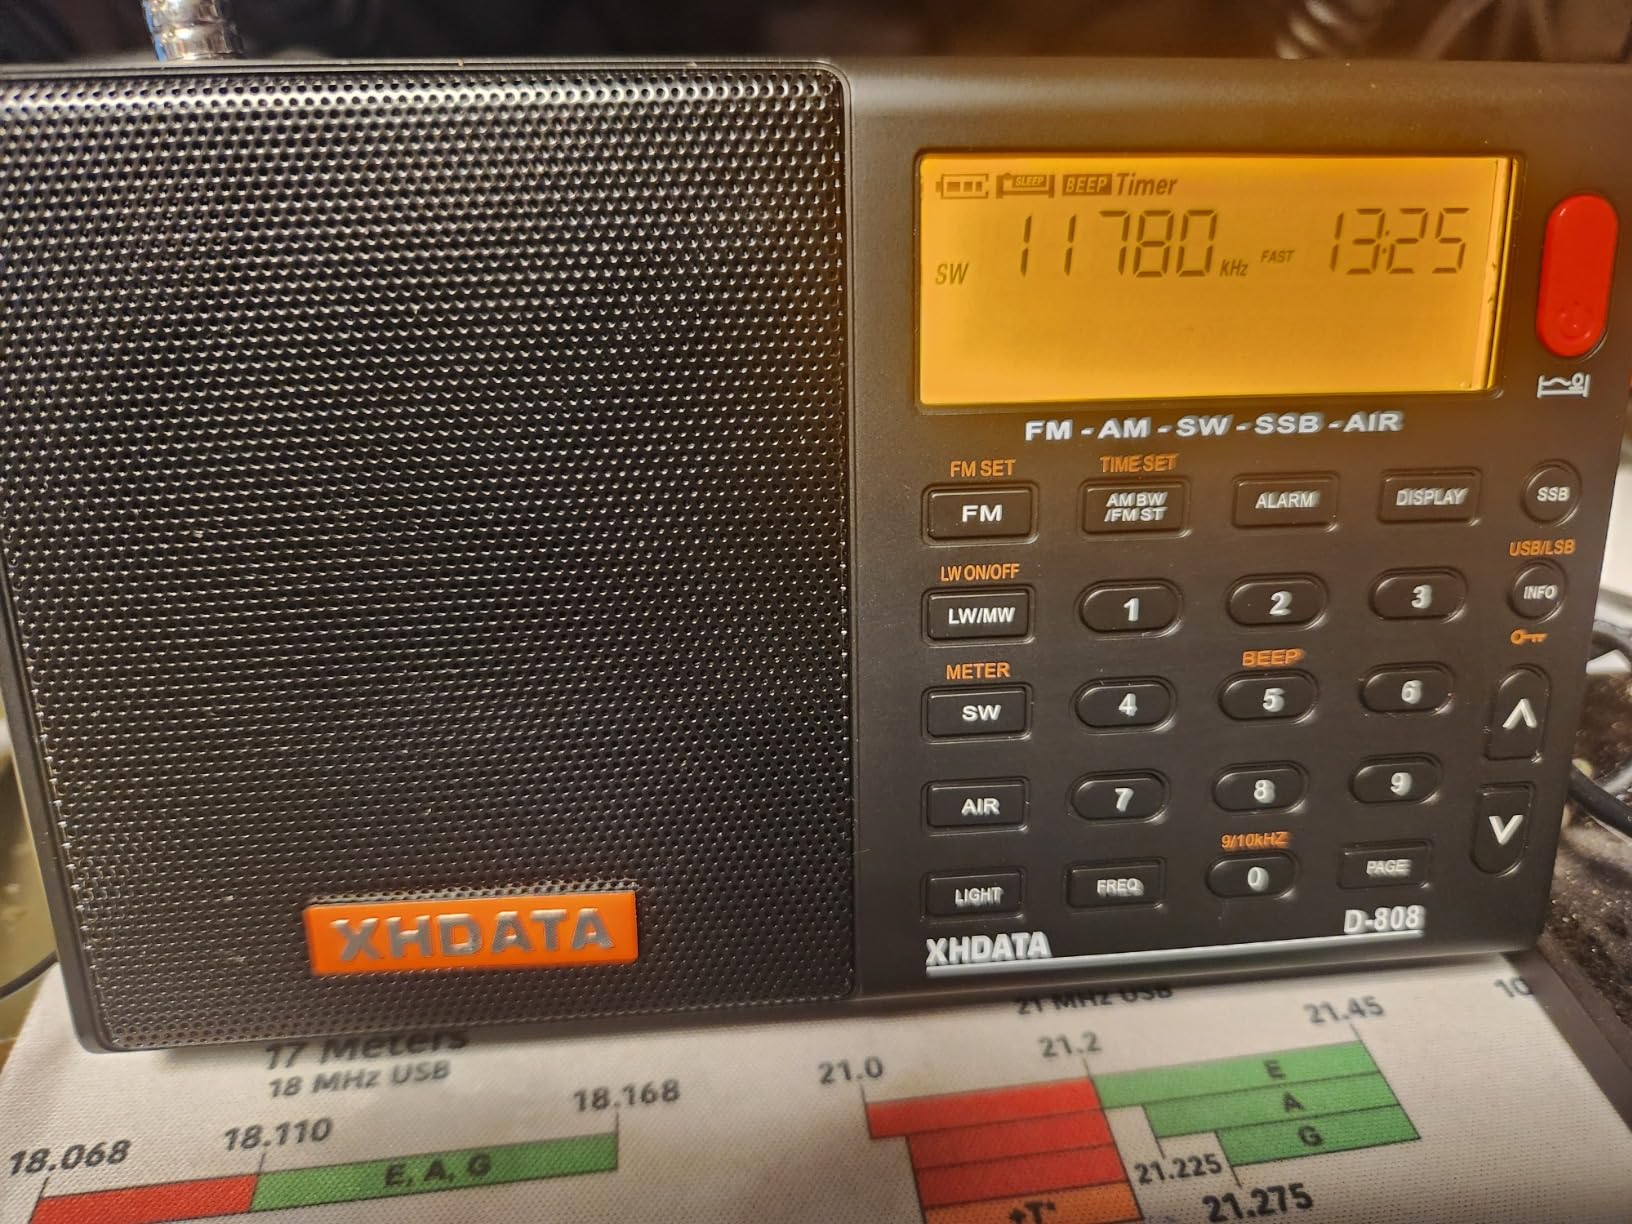 SLEEP BEEP Timer
SW 11780 kHz FAST 13:25
FM - AM - SW - SSB - AIR
FM SET TIME SET
FM AM BW /FM ST ALARM DISPLAY SSB
LW ON/OFF USB/LSB
LW/MW 1 2 3 INFO
METER BEEP
SW 4 5 6
AIR 7 8 9
9/10kHZ
LIGHT FREQ 0 PAGE
D-808
XHDATA
XHDATA
17 Meters
18 MHz USB
18.068 18.110 18.168
E, A, G
21 MHz USB
21.0 21.2 21.45
E
A
G
21.225
21.275
+T*